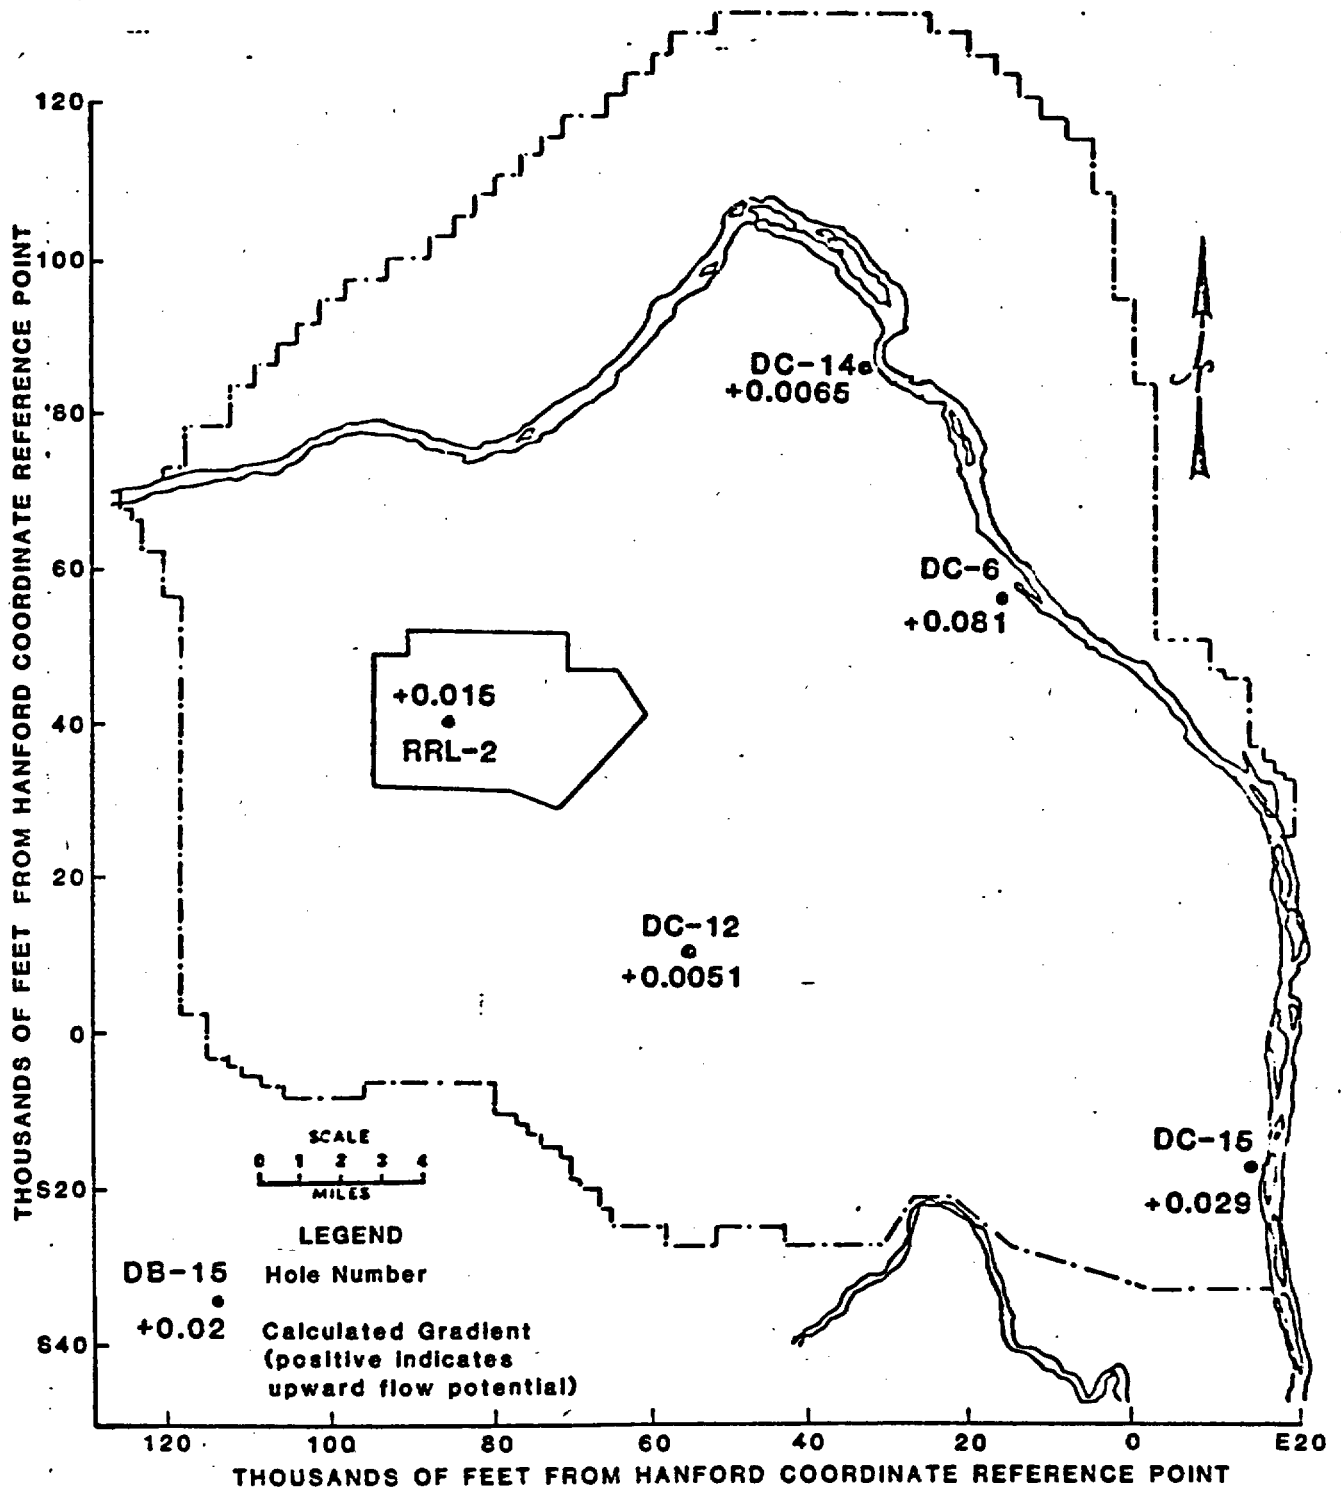 THOUSANDS OF FEET FROM HANFORD COORDINATE REFERENCE POINT
120
100
80
60
40
20
0
S20
S40
DC-14
+0.0065
DC-6
+0.081
+0.015
RRL-2
DC-12
+0.0051
DC-15
+0.029
SCALE
0 1 2 3 4
MILES
LEGEND
DB-15 Hole Number
+0.02 Calculated Gradient
(positive indicates
upward flow potential)
120 100 80 60 40 20 0 E20
THOUSANDS OF FEET FROM HANFORD COORDINATE REFERENCE POINT